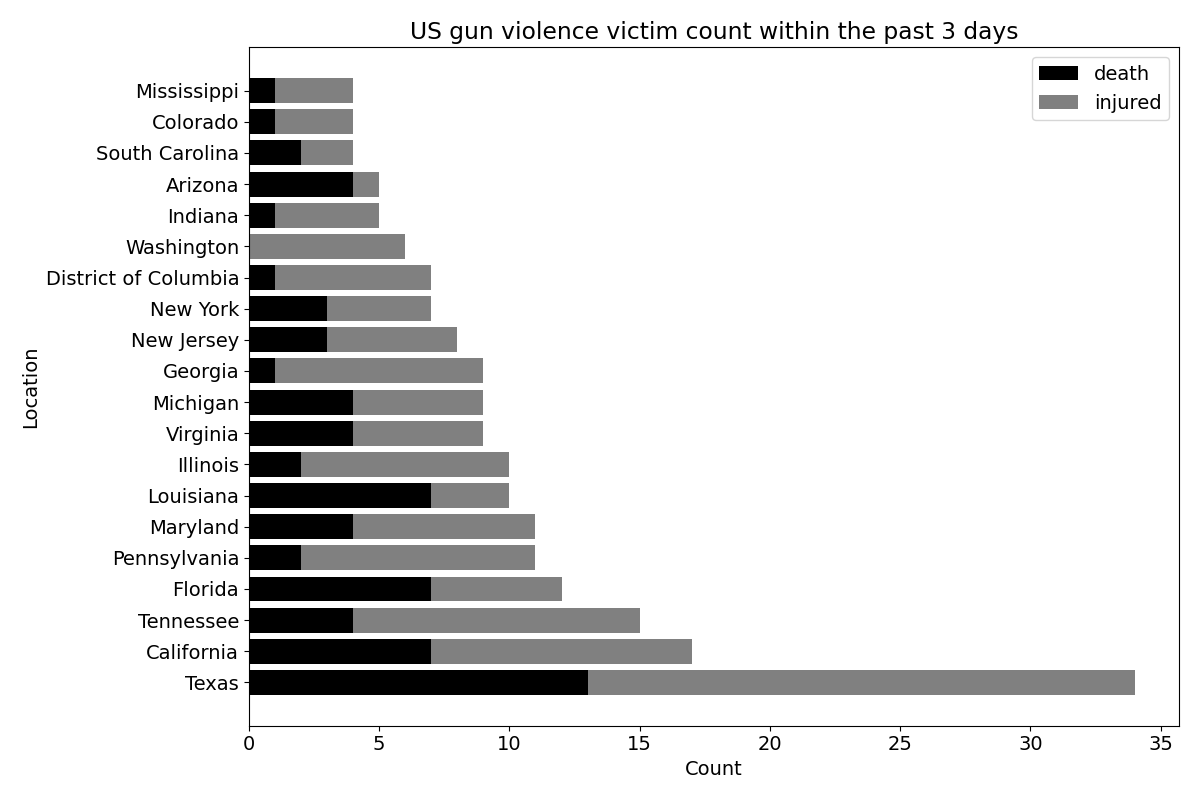 US gun violence victim count within the past 3 days
death
injured
Mississippi
Colorado
South Carolina
Arizona
Indiana
Washington
District of Columbia
New York
New Jersey
Georgia
Michigan
Virginia
Illinois
Louisiana
Maryland
Pennsylvania
Florida
Tennessee
California
Texas
Location
0 5 10 15 20 25 30 35
Count